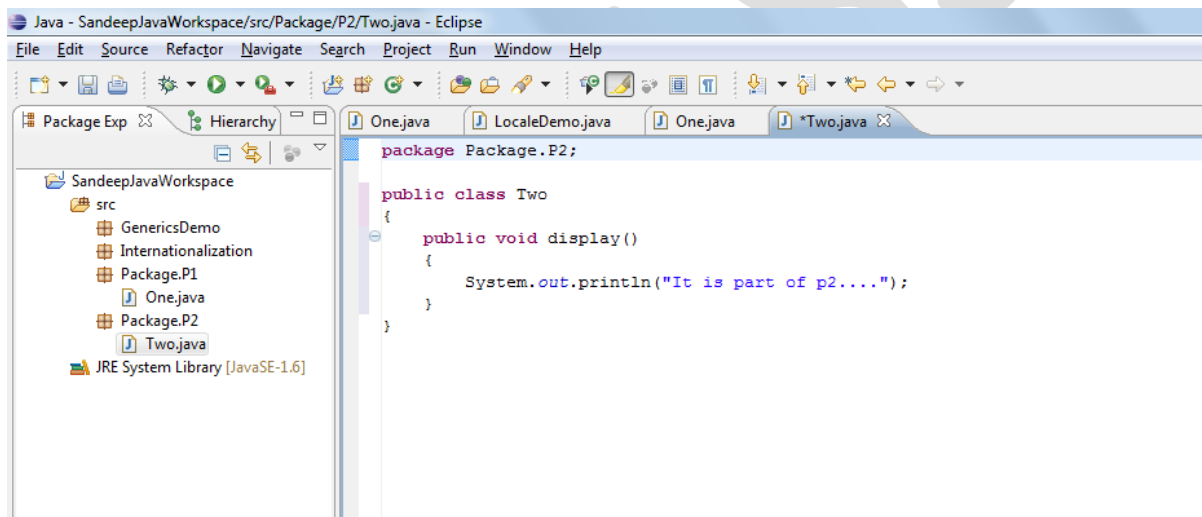 Java - SandeepJavaWorkspace/src/Package/P2/Two.java - Eclipse
File Edit Source Refactor Navigate Search Project Run Window Help
Package Exp Hierarchy
One.java LocaleDemo.java One.java *Two.java
SandeepJavaWorkspace
src
GenericsDemo
Internationalization
Package.P1
One.java
Package.P2
Two.java
JRE System Library [JavaSE-1.6]
package Package.P2;
public class Two
{
public void display()
{
System.out.println("It is part of p2....");
}
}